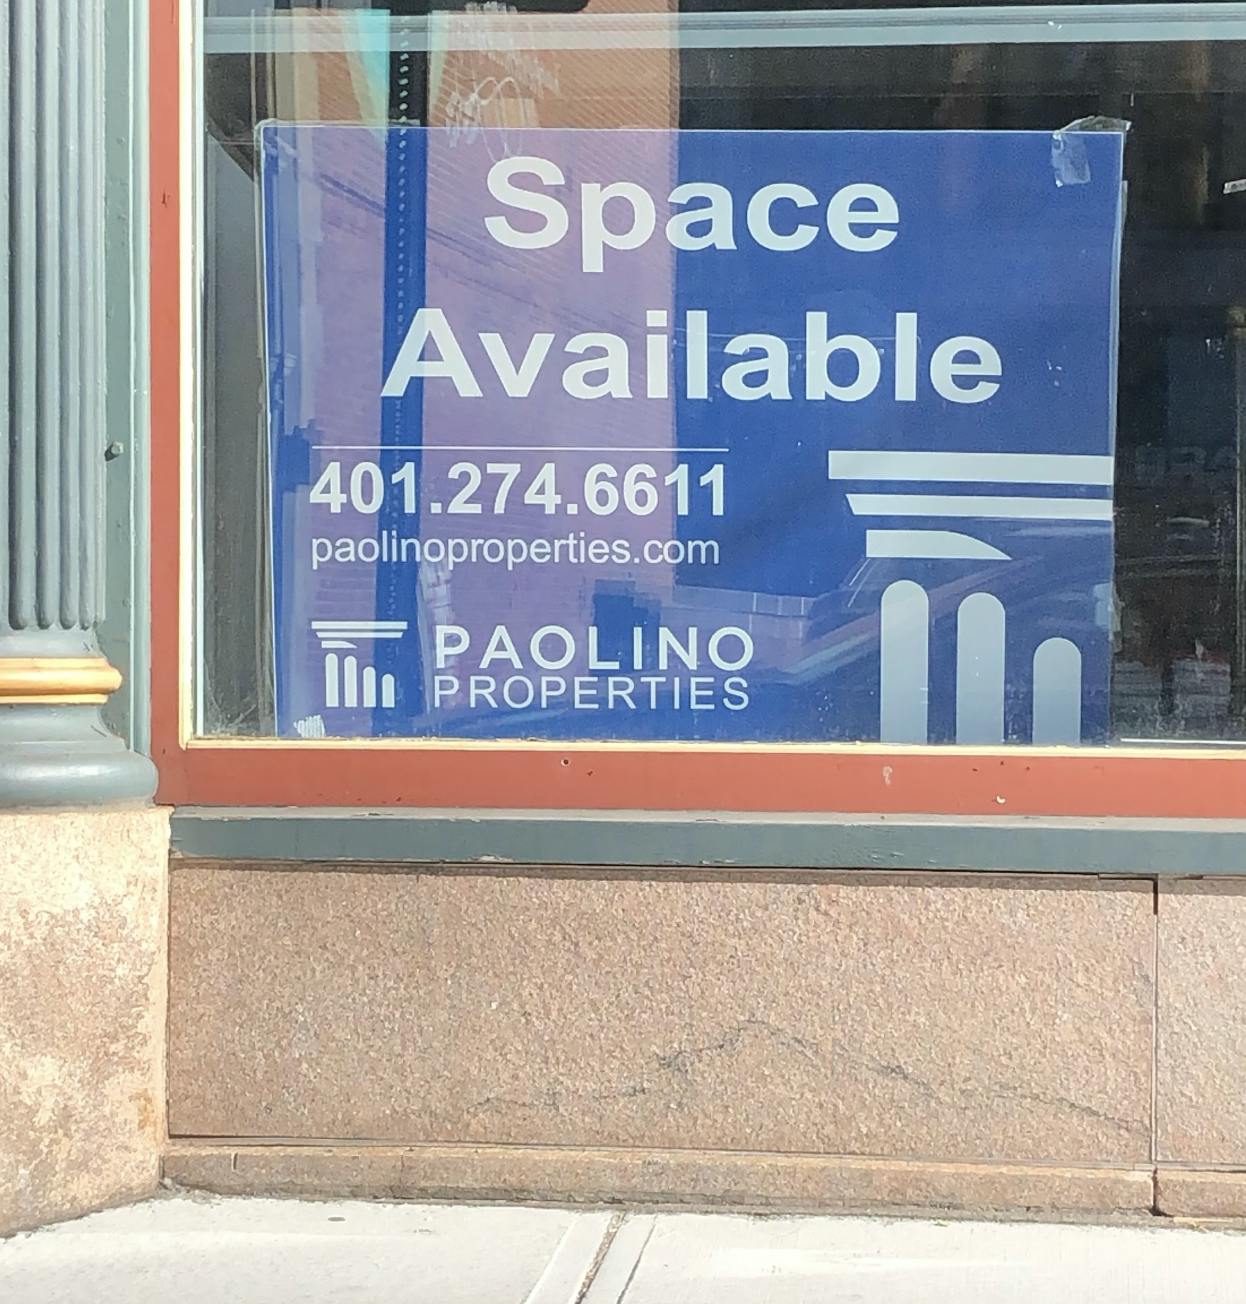 Space
Available
401.274.6611
paolinoproperties.com
PAOLINO
PROPERTIES